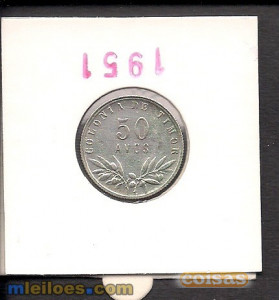 1951
COLONIA DE TIMOR
50
AVOS
mleiloes.com
coisas